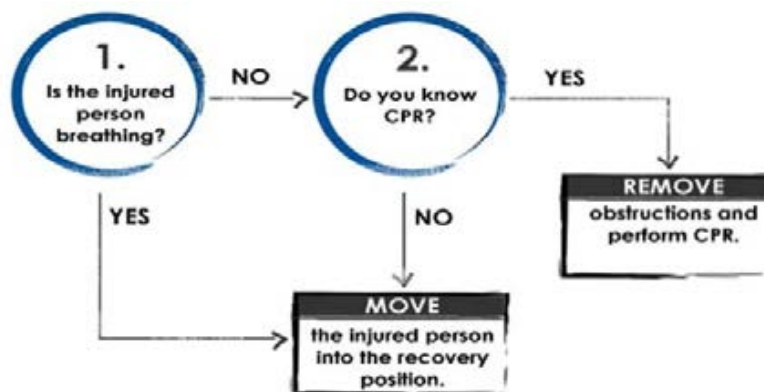 1.
Is the injured
person
breathing?
NO
2.
Do you know
CPR?
YES
REMOVE
obstructions and
perform CPR.
YES
NO
MOVE
the injured person
into the recovery
position.